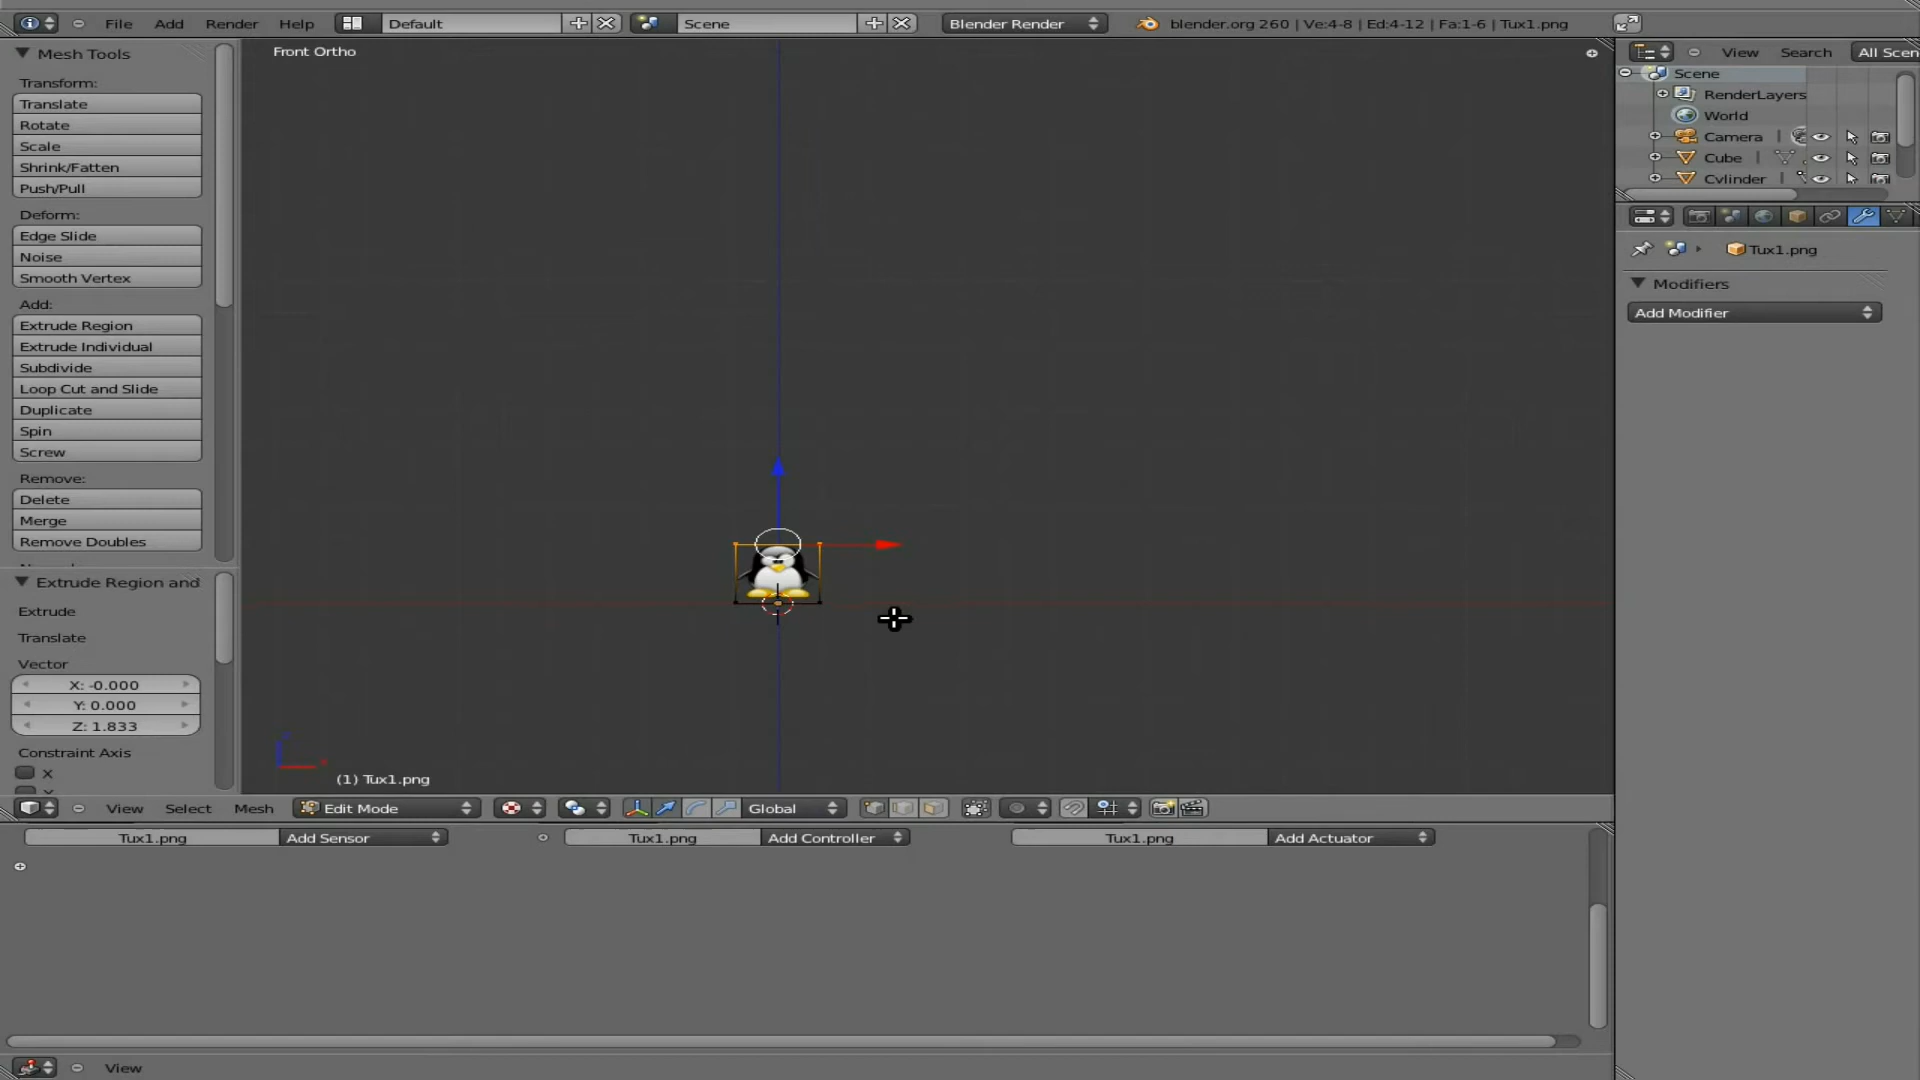 File Add Render Help Default Scene Blender Render blender.org 260 | Ve:4-8 | Ed:4-12 | Fa:1-6 | Tux1.png
Mesh Tools
Transform:
Translate
Rotate
Scale
Shrink/Fatten
Push/Pull
Deform:
Edge Slide
Noise
Smooth Vertex
Add:
Extrude Region
Extrude Individual
Subdivide
Loop Cut and Slide
Duplicate
Spin
Screw
Remove:
Delete
Merge
Remove Doubles
Extrude Region and
Extrude
Translate
Vector
X: -0.000
Y: 0.000
Z: 1.833
Constraint Axis
X
Front Ortho
(1) Tux1.png
View Select Mesh Edit Mode Global
Tux1.png Add Sensor Tux1.png Add Controller Tux1.png Add Actuator
View
View Search All Scen
Scene
RenderLayers
World
Camera
Cube
Cylinder
Tux1.png
Modifiers
Add Modifier